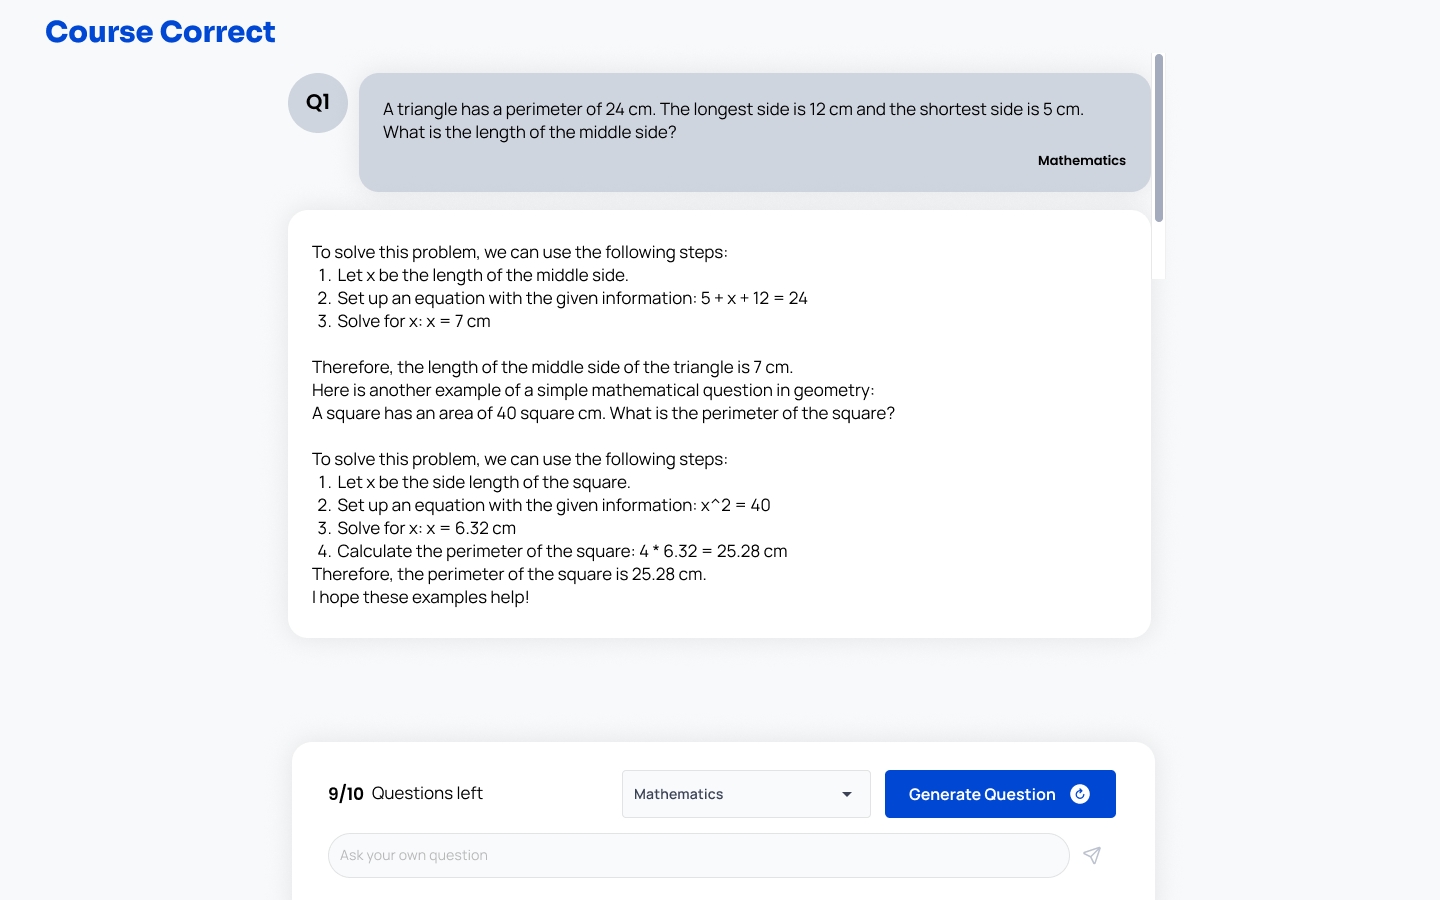 Course Correct
Q1
A triangle has a perimeter of 24 cm. The longest side is 12 cm and the shortest side is 5 cm.
What is the length of the middle side?
Mathematics
To solve this problem, we can use the following steps:
1. Let x be the length of the middle side.
2. Set up an equation with the given information: 5 + x + 12 = 24
3. Solve for x: x = 7 cm
Therefore, the length of the middle side of the triangle is 7 cm.
Here is another example of a simple mathematical question in geometry:
A square has an area of 40 square cm. What is the perimeter of the square?
To solve this problem, we can use the following steps:
1. Let x be the side length of the square.
2. Set up an equation with the given information: x^2 = 40
3. Solve for x: x = 6.32 cm
4. Calculate the perimeter of the square: 4 * 6.32 = 25.28 cm
Therefore, the perimeter of the square is 25.28 cm.
I hope these examples help!
9/10 Questions left
Mathematics
Generate Question
Ask your own question